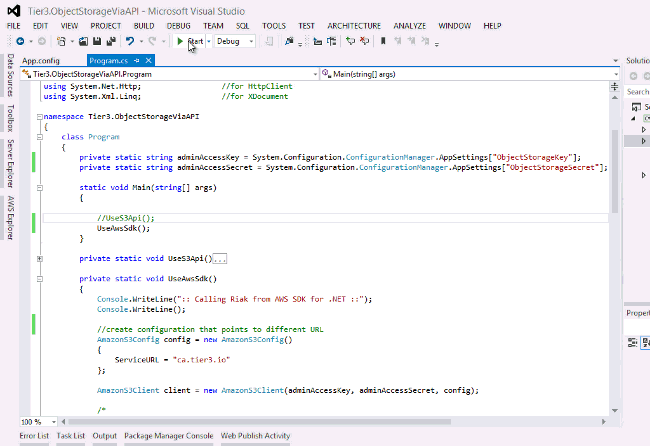 Tier3.ObjectStorageViaAPI - Microsoft Visual Studio
FILE EDIT VIEW PROJECT BUILD DEBUG TEAM SQL TOOLS TEST ARCHITECTURE ANALYZE WINDOW HELP
Start Debug
App.config Program.cs
Solutio
Tier3.ObjectStorageViaAPI.Program Main(string[] args)
Search
Data Sources
Toolbox
Server Explorer
AWS Explorer
using System.Net.Http; //for HttpClient
using System.Xml.Linq; //for XDocument
namespace Tier3.ObjectStorageViaAPI
{
class Program
{
private static string adminAccessKey = System.Configuration.ConfigurationManager.AppSettings["ObjectStorageKey"];
private static string adminAccessSecret = System.Configuration.ConfigurationManager.AppSettings["ObjectStorageSecret"];
static void Main(string[] args)
{
//UseS3Api();
UseAwsSdk();
}
private static void UseS3Api()...
private static void UseAwsSdk()
{
Console.WriteLine(":: Calling Riak from AWS SDK for .NET ::");
Console.WriteLine();
//create configuration that points to different URL
AmazonS3Config config = new AmazonS3Config()
{
ServiceURL = "ca.tier3.io"
};
AmazonS3Client client = new AmazonS3Client(adminAccessKey, adminAccessSecret, config);
/*
Propert
100 %
Error List Task List Output Package Manager Console Web Publish Activity